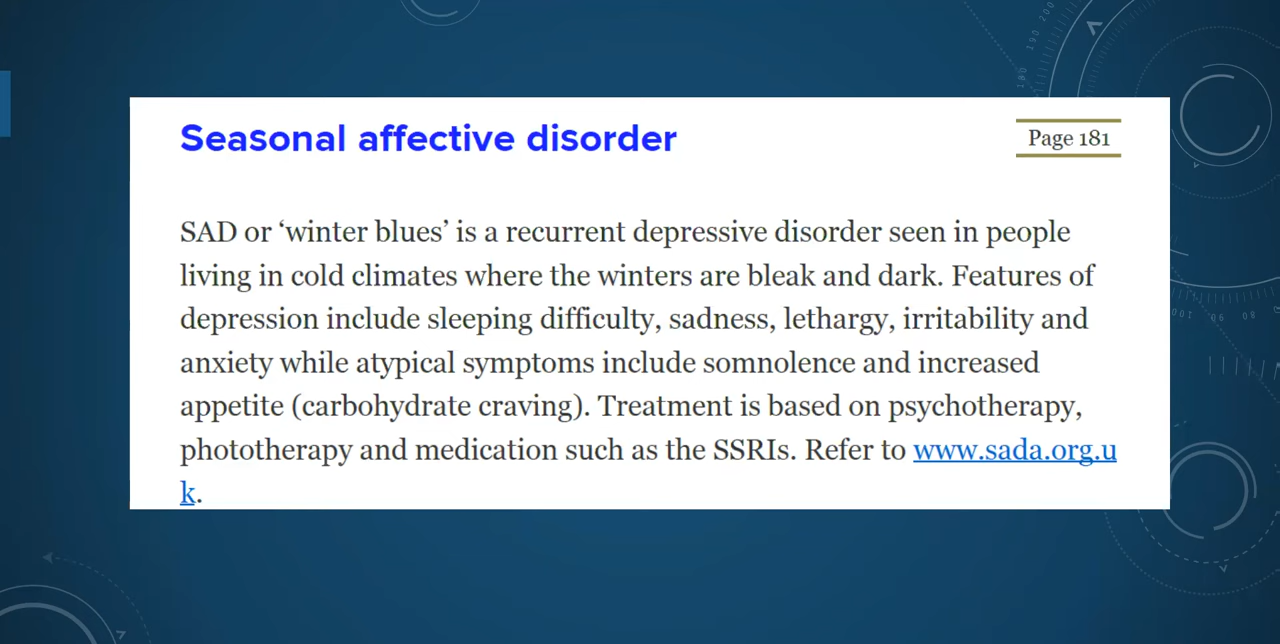 Seasonal affective disorder
Page 181
SAD or ‘winter blues’ is a recurrent depressive disorder seen in people
living in cold climates where the winters are bleak and dark. Features of
depression include sleeping difficulty, sadness, lethargy, irritability and
anxiety while atypical symptoms include somnolence and increased
appetite (carbohydrate craving). Treatment is based on psychotherapy,
phototherapy and medication such as the SSRIs. Refer to www.sada.org.u
k.